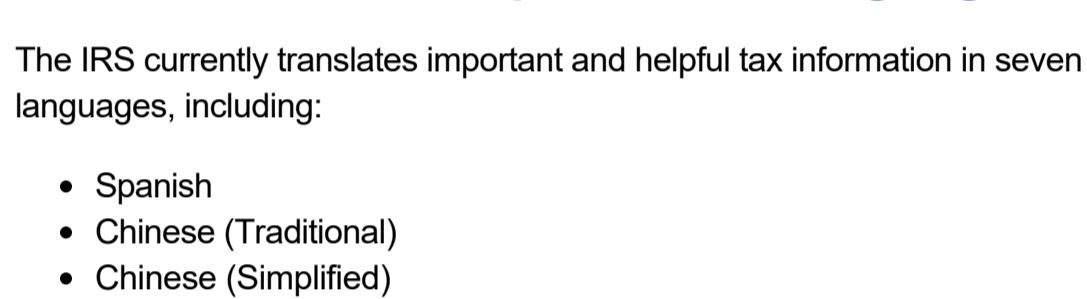 The IRS currently translates important and helpful tax information in seven
languages, including:
• Spanish
• Chinese (Traditional)
• Chinese (Simplified)